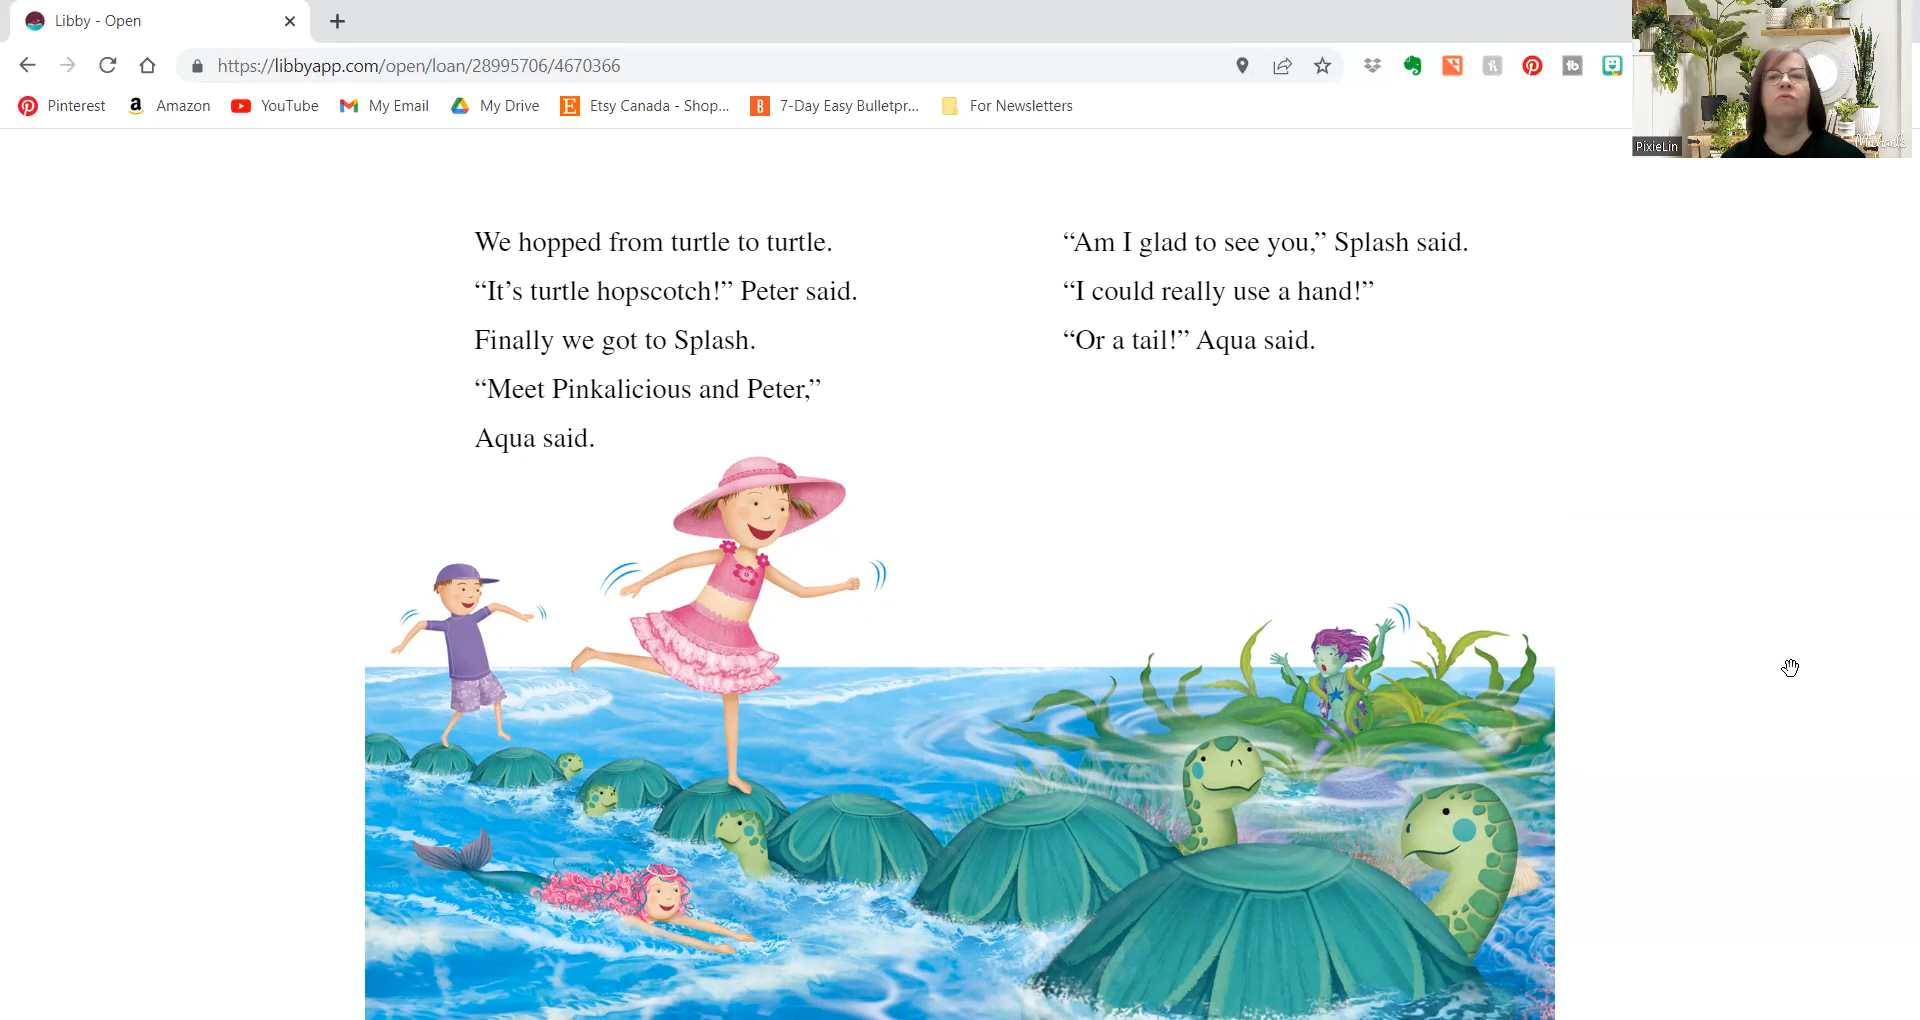 Libby - Open
https://libbyapp.com/open/loan/28995706/4670366
Pinterest
Amazon
YouTube
My Email
My Drive
Etsy Canada - Shop...
7-Day Easy Bulletpr...
For Newsletters
PixieLin
Michaels
We hopped from turtle to turtle.
“It’s turtle hopscotch!” Peter said.
Finally we got to Splash.
“Meet Pinkalicious and Peter,”
Aqua said.
“Am I glad to see you,” Splash said.
“I could really use a hand!”
“Or a tail!” Aqua said.